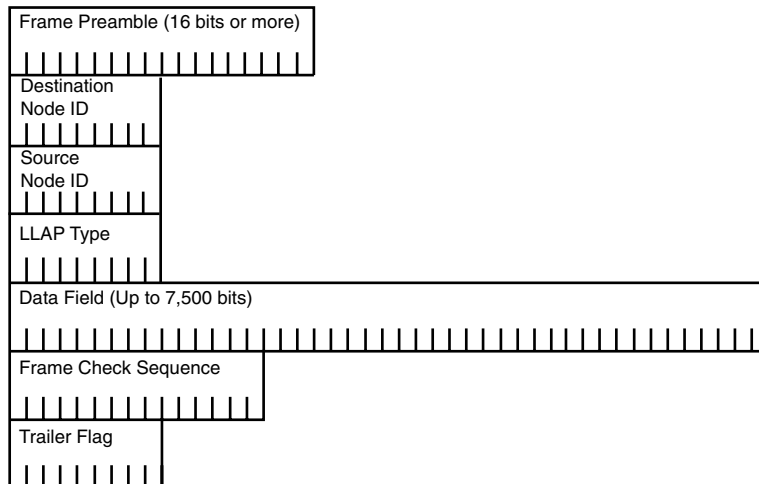 Frame Preamble (16 bits or more)
Destination
Node ID
Source
Node ID
LLAP Type
Data Field (Up to 7,500 bits)
Frame Check Sequence
Trailer Flag